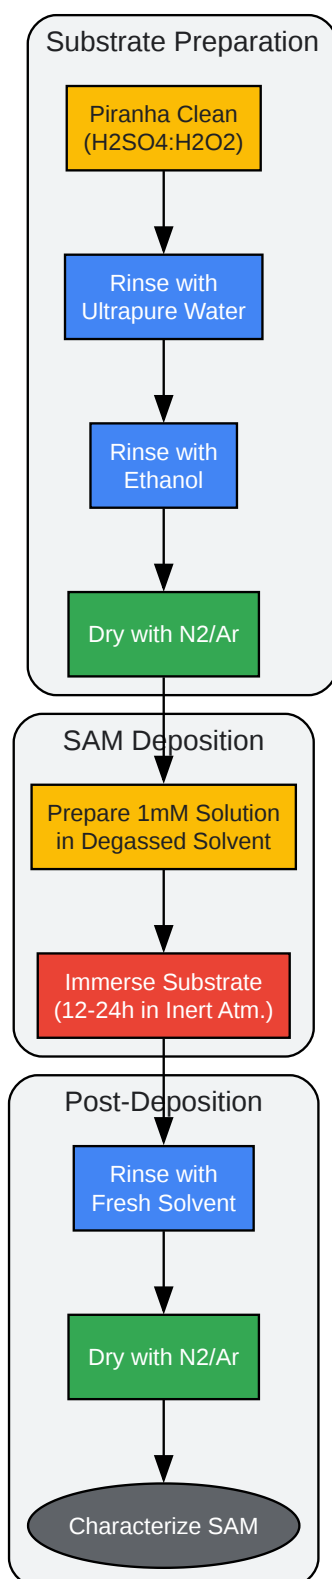 Substrate Preparation
Piranha Clean
(H2SO4:H2O2)
Rinse with
Ultrapure Water
Rinse with
Ethanol
Dry with N2/Ar
SAM Deposition
Prepare 1mM Solution
in Degassed Solvent
Immerse Substrate
(12-24h in Inert Atm.)
Post-Deposition
Rinse with
Fresh Solvent
Dry with N2/Ar
Characterize SAM